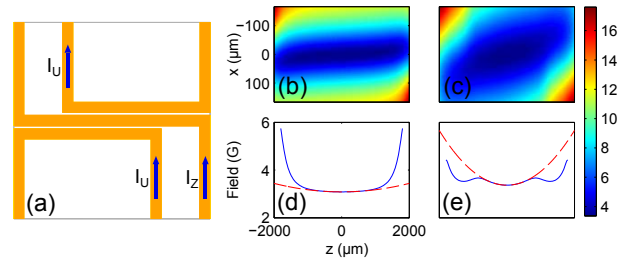 I_U
I_U
I_Z
(a)
x (µm)
-100
0
100
(b)
(c)
16
14
12
10
8
6
4
Field (G)
6
4
2
(d)
(e)
-2000
0
2000
z (µm)